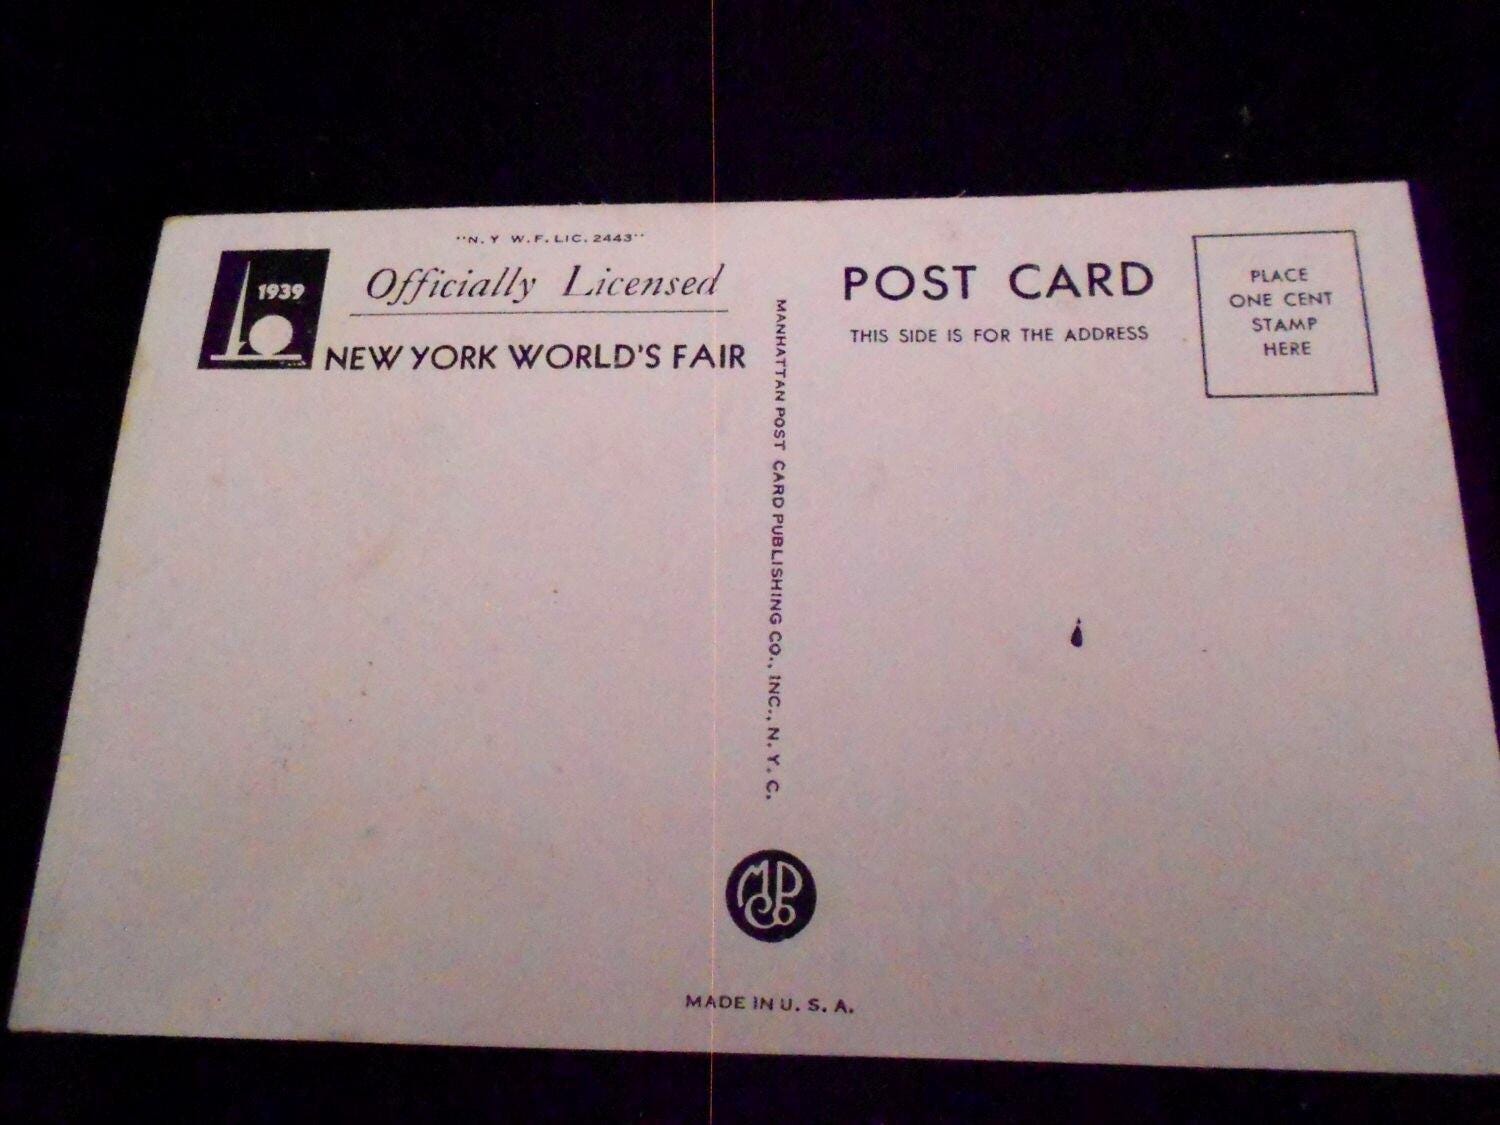 "N. Y W. F. LIC. 2443"
1939
Officially Licensed
NEW YORK WORLD'S FAIR
MANHATTAN POST CARD PUBLISHING CO., INC., N. Y. C.
POST CARD
THIS SIDE IS FOR THE ADDRESS
PLACE
ONE CENT
STAMP
HERE
MPCo
MADE IN U. S. A.